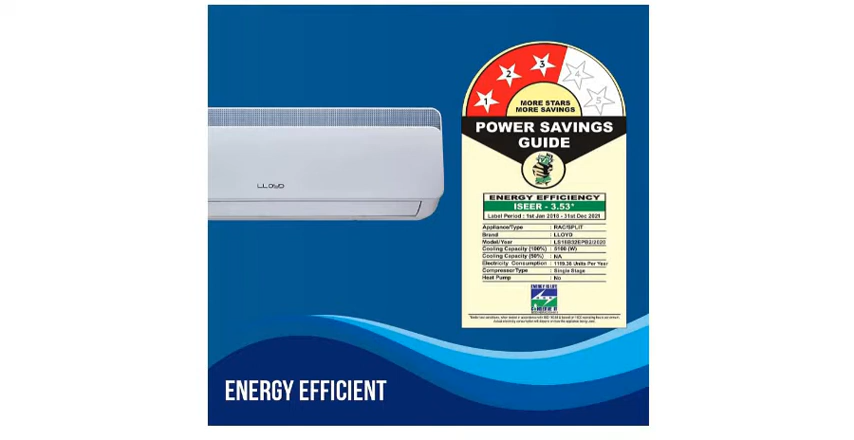 1 2 3 4 5
MORE STARS
MORE SAVINGS
POWER SAVINGS
GUIDE
ENERGY EFFICIENCY
ISEER - 3.53*
Label Period : 1st Jan 2018 - 31st Dec 2021
Appliance/Type : RAC/SPLIT
Brand : LLOYD
Model/Year : LS18B32EPB2/2020
Cooling Capacity (100%) : 5100 (W)
Cooling Capacity (50%) : NA
Electricity Consumption : Units Per Year
Compressor Type : Single Stage
Heat Pump : No
LLOYD
ENERGY EFFICIENT